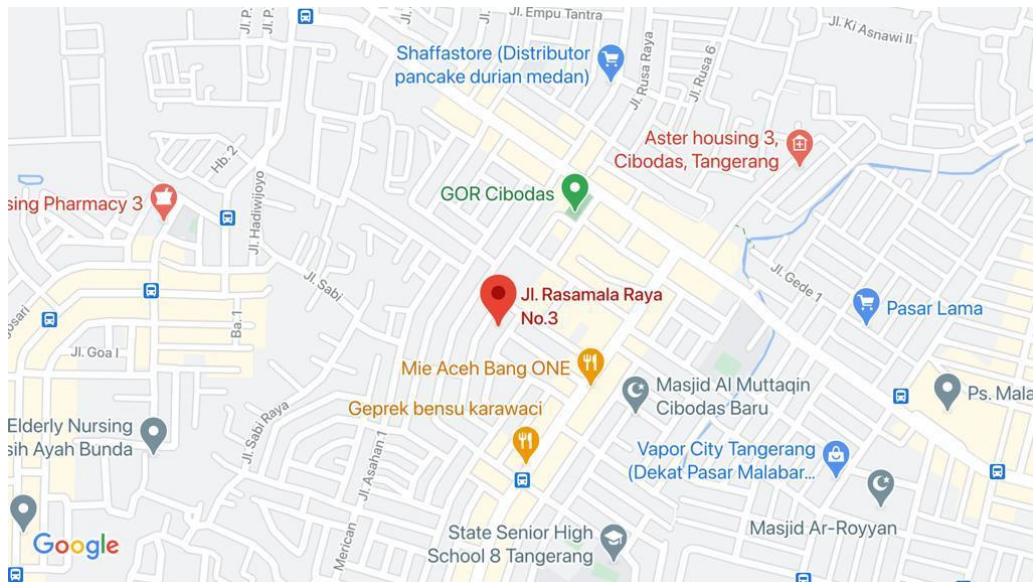 Jl. P.
Jl. P
Jl. Empu Tantra
Jl. Ki Asnawi II
Shaffastore (Distributor
pancake durian medan)
Jl. Rusa Raya
Jl. Rusa 6
Aster housing 3,
Cibodas, Tangerang
Hb. 2
GOR Cibodas
sing Pharmacy 3
Jl. Hadiwijoyo
Jl. Sabi
Jl. Gede 1
Jl. Rasamala Raya
No.3
Pasar Lama
gosari
Ba. 1
Jl. Goa I
Mie Aceh Bang ONE
Masjid Al Muttaqin
Cibodas Baru
Ps. Mala
Geprek bensu karawaci
Elderly Nursing
sih Ayah Bunda
Jl. Sabi Raya
Jl. Asahan 1
Vapor City Tangerang
(Dekat Pasar Malabar...
Merican
State Senior High
School 8 Tangerang
Masjid Ar-Royyan
Google